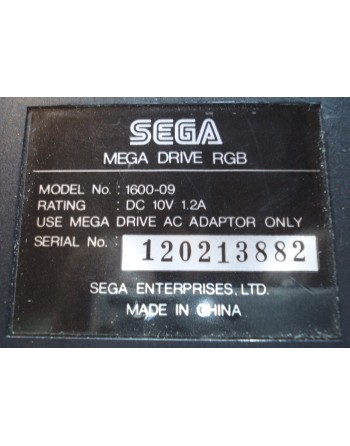 SEGA
MEGA DRIVE RGB
MODEL No. : 1600-09
RATING : DC 10V 1.2A
USE MEGA DRIVE AC ADAPTOR ONLY
SERIAL No. : 120213882
SEGA ENTERPRISES, LTD.
MADE IN CHINA